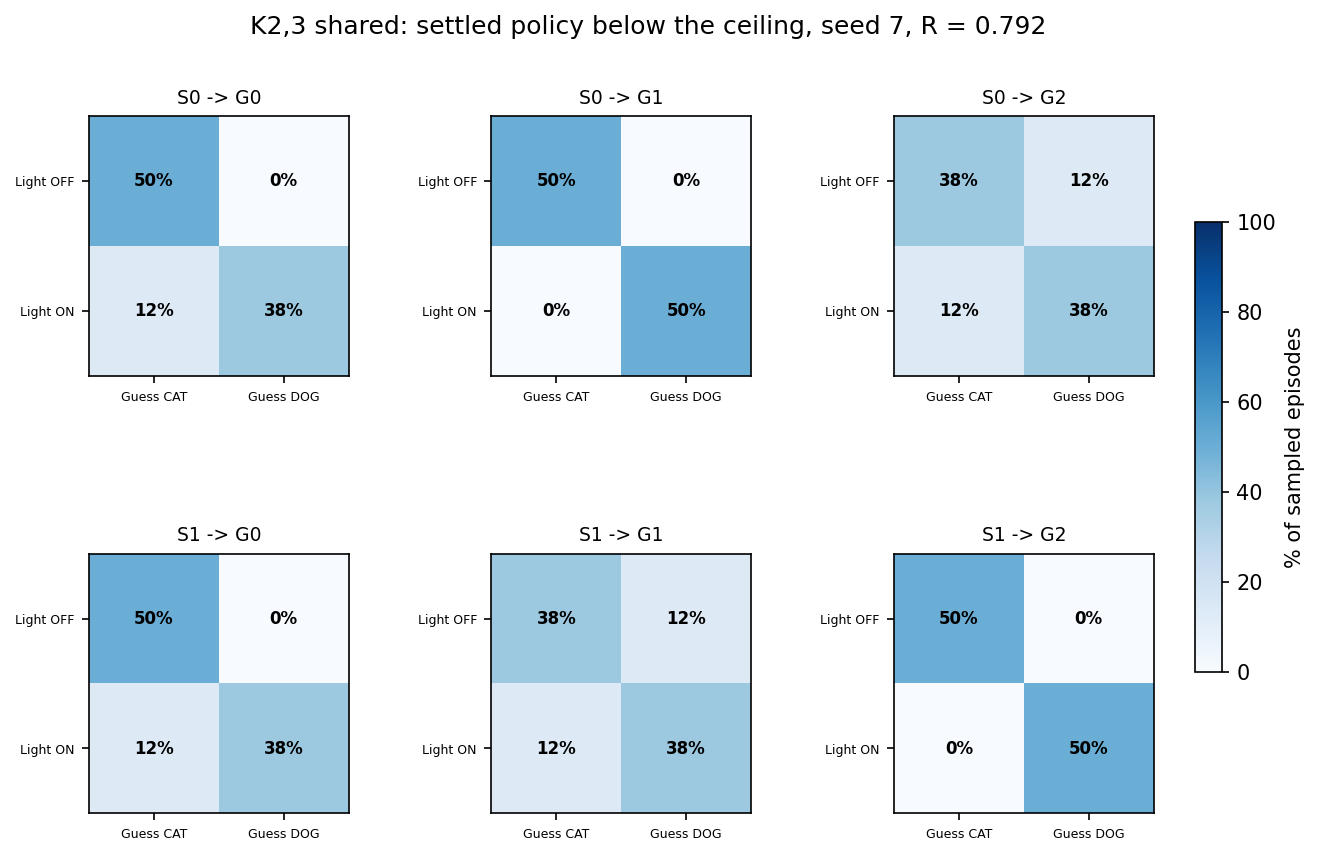 K2,3 shared: settled policy below the ceiling, seed 7, R = 0.792
S0 -> G0
S0 -> G1
S0 -> G2
Light OFF 50% 0%
Light OFF 50% 0%
Light OFF 38% 12%
Light ON 12% 38%
Light ON 0% 50%
Light ON 12% 38%
Guess CAT Guess DOG
Guess CAT Guess DOG
Guess CAT Guess DOG
S1 -> G0
S1 -> G1
S1 -> G2
Light OFF 50% 0%
Light OFF 38% 12%
Light OFF 50% 0%
Light ON 12% 38%
Light ON 12% 38%
Light ON 0% 50%
Guess CAT Guess DOG
Guess CAT Guess DOG
Guess CAT Guess DOG
100
80
60
40
20
0
% of sampled episodes